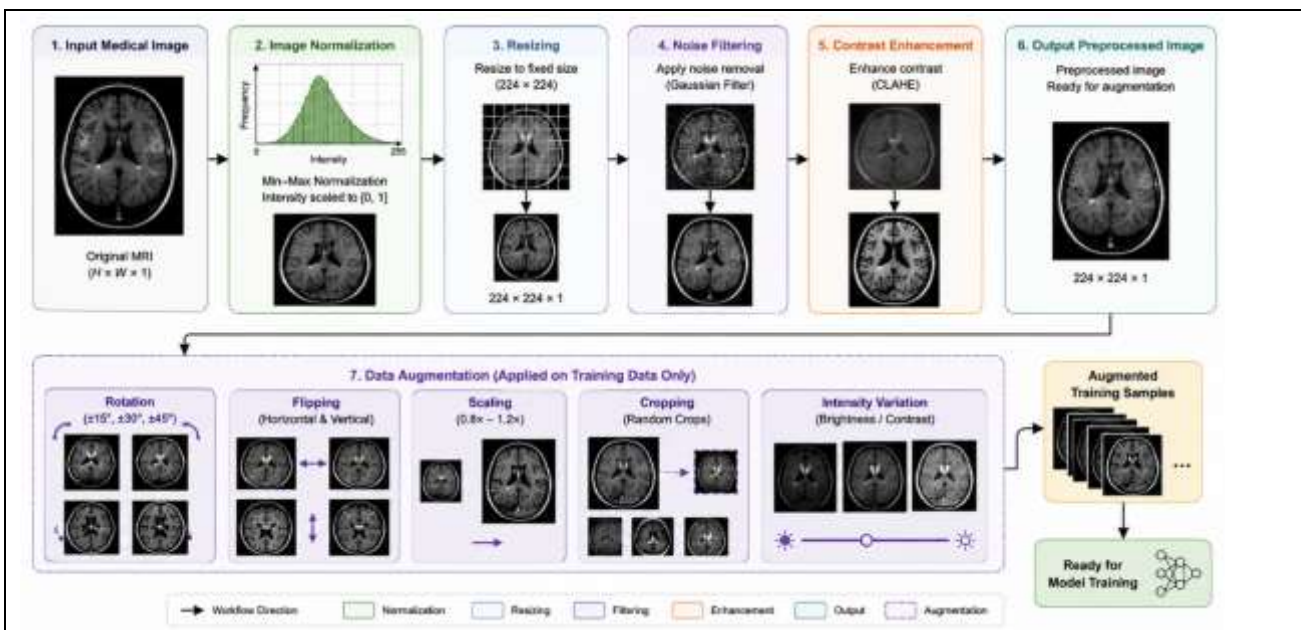 1. Input Medical Image
Original MRI
(H × W × 1)
2. Image Normalization
Frequency
0
255
Intensity
Min–Max Normalization
Intensity scaled to [0, 1]
3. Resizing
Resize to fixed size
(224 × 224)
224 × 224 × 1
4. Noise Filtering
Apply noise removal
(Gaussian Filter)
5. Contrast Enhancement
Enhance contrast
(CLAHE)
6. Output Preprocessed Image
Preprocessed image
Ready for augmentation
224 × 224 × 1
7. Data Augmentation (Applied on Training Data Only)
Rotation
(±15°, ±30°, ±45°)
Flipping
(Horizontal & Vertical)
Scaling
(0.8× – 1.2×)
Cropping
(Random Crops)
Intensity Variation
(Brightness / Contrast)
Augmented
Training Samples
...
Ready for
Model Training
Workflow Direction
Normalization
Resizing
Filtering
Enhancement
Output
Augmentation